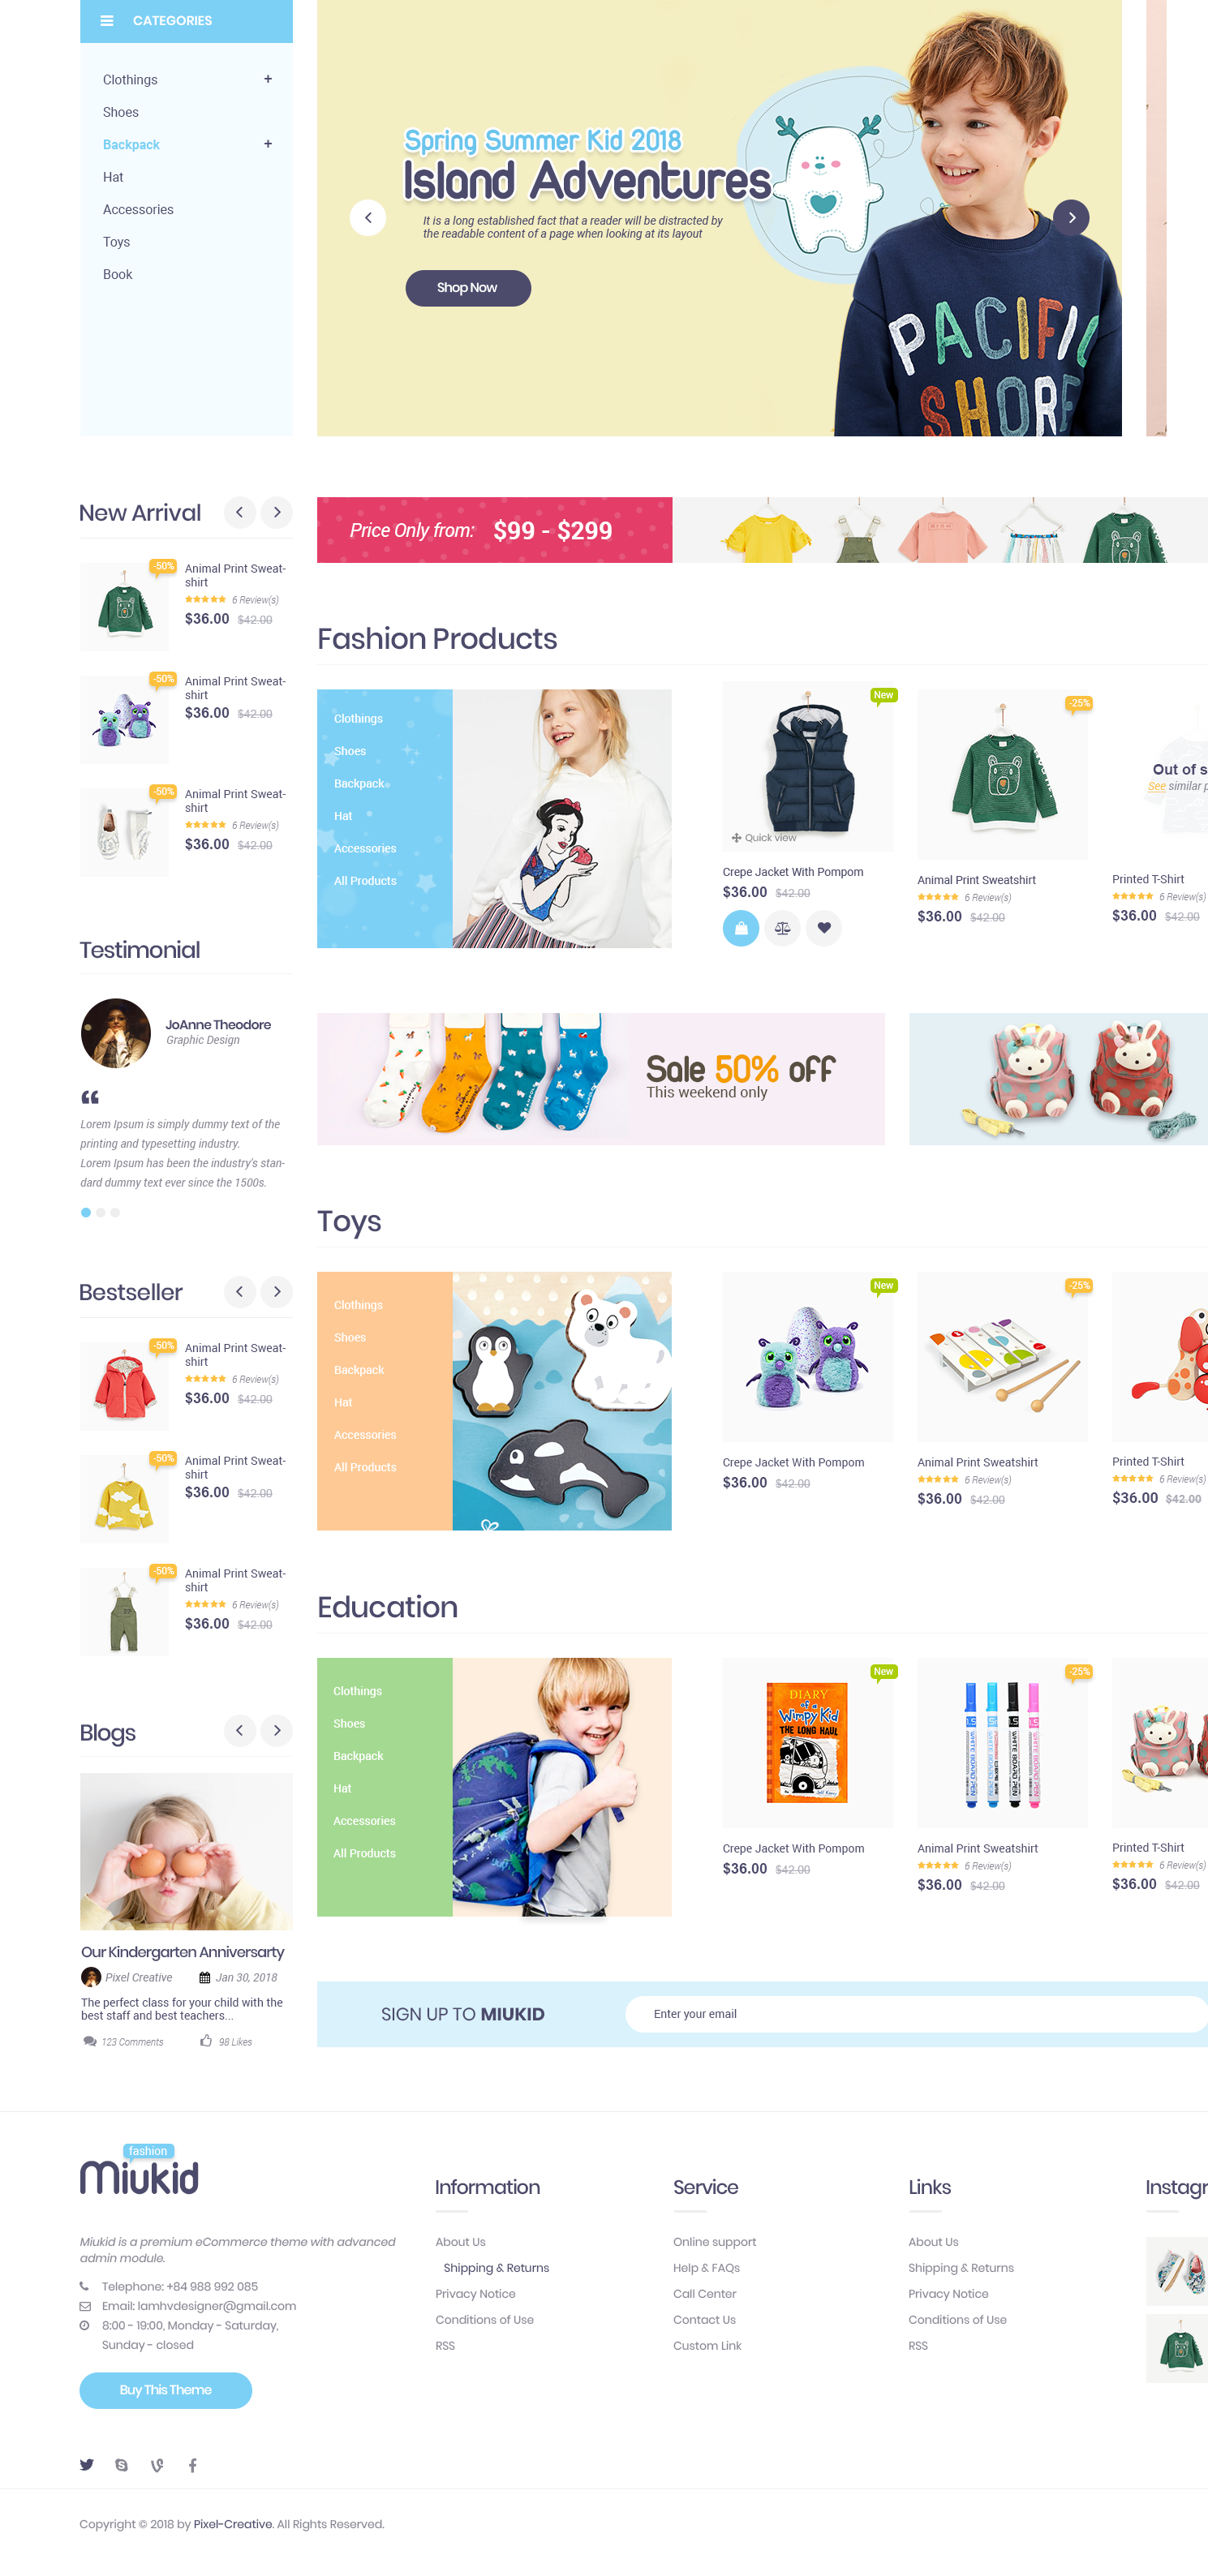 CATEGORIES
Clothings +
Shoes
Backpack +
Hat
Accessories
Toys
Book
Spring Summer Kid 2018
Island Adventures
It is a long established fact that a reader will be distracted by
the readable content of a page when looking at its layout
Shop Now
PACIFIC
SHORE
New Arrival
-50%
Animal Print Sweat-
shirt
6 Review(s)
$36.00 $42.00
-50%
Animal Print Sweat-
shirt
$36.00 $42.00
-50%
Animal Print Sweat-
shirt
6 Review(s)
$36.00 $42.00
Testimonial
JoAnne Theodore
Graphic Design
“
Lorem Ipsum is simply dummy text of the
printing and typesetting industry.
Lorem Ipsum has been the industry's stan-
dard dummy text ever since the 1500s.
Bestseller
-50%
Animal Print Sweat-
shirt
6 Review(s)
$36.00 $42.00
-50%
Animal Print Sweat-
shirt
$36.00 $42.00
-50%
Animal Print Sweat-
shirt
6 Review(s)
$36.00 $42.00
Blogs
Our Kindergarten Anniversarty
Pixel Creative Jan 30, 2018
The perfect class for your child with the
best staff and best teachers...
123 Comments 98 Likes
Price Only from: $99 - $299
Fashion Products
Clothings
Shoes
Backpack
Hat
Accessories
All Products
New
Quick view
Crepe Jacket With Pompom
$36.00 $42.00
-25%
Animal Print Sweatshirt
6 Review(s)
$36.00 $42.00
Out of s
See similar p
Printed T-Shirt
6 Review(s)
$36.00 $42.00
Sale 50% off
This weekend only
Toys
Clothings
Shoes
Backpack
Hat
Accessories
All Products
New
Crepe Jacket With Pompom
$36.00 $42.00
-25%
Animal Print Sweatshirt
6 Review(s)
$36.00 $42.00
Printed T-Shirt
6 Review(s)
$36.00 $42.00
Education
Clothings
Shoes
Backpack
Hat
Accessories
All Products
New
DIARY
of a
Wimpy Kid
THE LONG HAUL
Jeff Kinney
Crepe Jacket With Pompom
$36.00 $42.00
-25%
WHITE BOARD PEN
WHITE BOARD PEN
WHITE BOARD PEN
WHITE BOARD PEN
Animal Print Sweatshirt
6 Review(s)
$36.00 $42.00
Printed T-Shirt
6 Review(s)
$36.00 $42.00
SIGN UP TO MIUKID
Enter your email
fashion
Miukid
Miukid is a premium eCommerce theme with advanced
admin module.
Telephone: +84 988 992 085
Email: lamhvdesigner@gmail.com
8:00 - 19:00, Monday - Saturday,
Sunday - closed
Buy This Theme
Information
About Us
Shipping & Returns
Privacy Notice
Conditions of Use
RSS
Service
Online support
Help & FAQs
Call Center
Contact Us
Custom Link
Links
About Us
Shipping & Returns
Privacy Notice
Conditions of Use
RSS
Instagr
Copyright © 2018 by Pixel-Creative. All Rights Reserved.